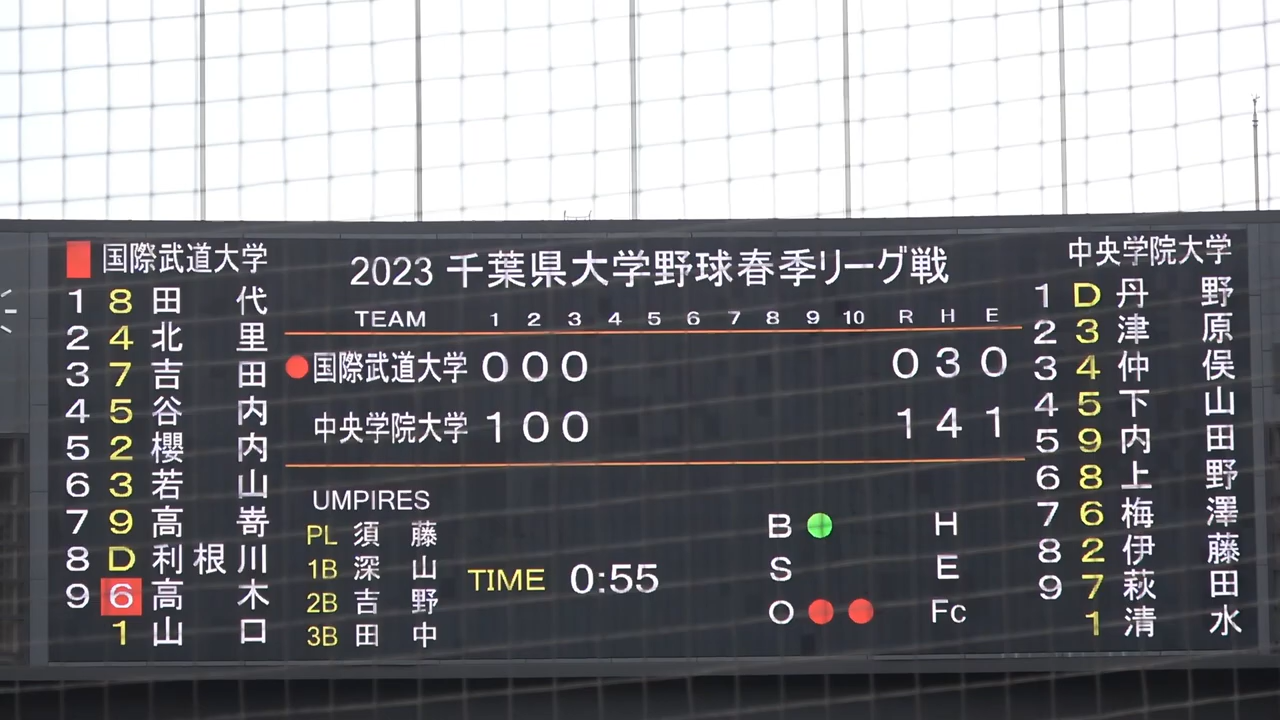 2023 千葉県大学野球春季リーグ戦
国際武道大学
1 8 田 代
2 4 北 里
3 7 吉 田
4 5 谷 内
5 2 櫻 内
6 3 若 山
7 9 高 嵜
8 D 利 根 川
9 6 高 木
1 山 口
TEAM 1 2 3 4 5 6 7 8 9 10 R H E
国際武道大学 0 0 0 0 3 0
中央学院大学 1 0 0 1 4 1
UMPIRES
PL 須 藤
1B 深 山
2B 吉 野
3B 田 中
TIME 0:55
B H
S E
O Fc
中央学院大学
1 D 丹 野
2 3 津 原
3 4 仲 俣
4 5 下 山
5 9 内 田
6 8 上 野
7 6 梅 澤
8 2 伊 藤
9 7 萩 田
1 清 水